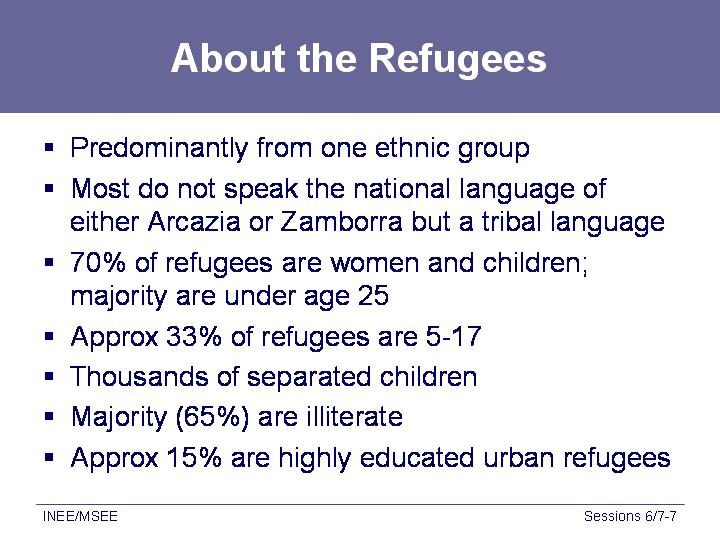 About the Refugees
▪ Predominantly from one ethnic group
▪ Most do not speak the national language of
either Arcazia or Zamborra but a tribal language
▪ 70% of refugees are women and children;
majority are under age 25
▪ Approx 33% of refugees are 5-17
▪ Thousands of separated children
▪ Majority (65%) are illiterate
▪ Approx 15% are highly educated urban refugees
INEE/MSEE
Sessions 6/7-7